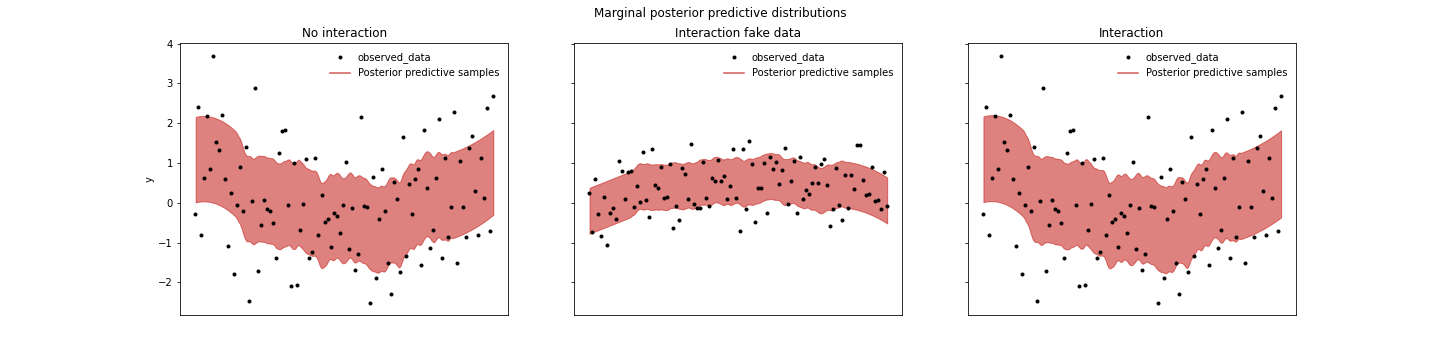 Marginal posterior predictive distributions
No interaction
observed_data
Posterior predictive samples
y
4
3
2
1
0
−1
−2
Interaction fake data
observed_data
Posterior predictive samples
Interaction
observed_data
Posterior predictive samples